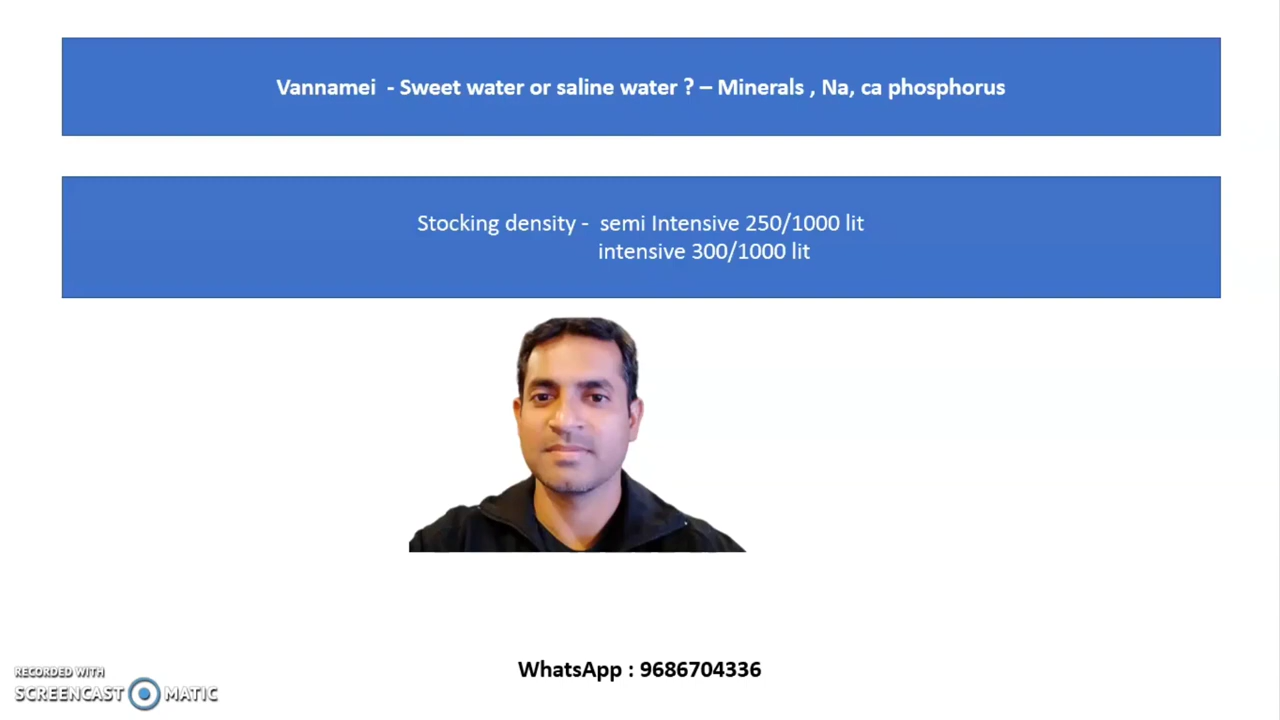 Vannamei - Sweet water or saline water ? – Minerals , Na, ca phosphorus
Stocking density - semi Intensive 250/1000 lit
intensive 300/1000 lit
WhatsApp : 9686704336
RECORDED WITH
SCREENCAST MATIC